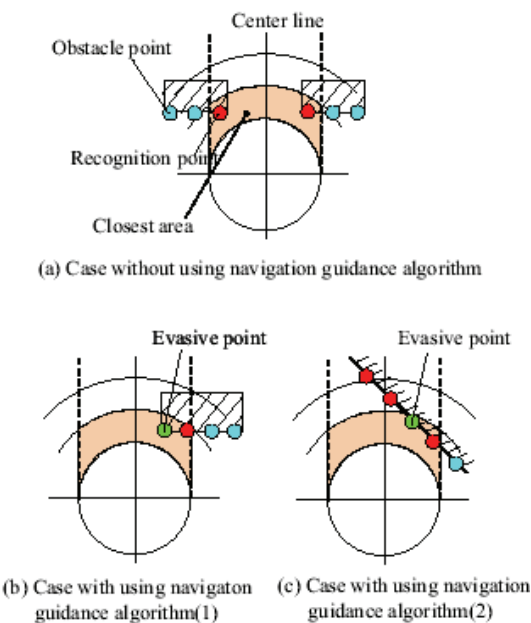 Center line
Obstacle point
Recognition point
Closest area
(a) Case without using navigation guidance algorithm
Evasive point
Evasive point
(b) Case with using navigaton
guidance algorithm(1)
(c) Case with using navigation
guidance algorithm(2)